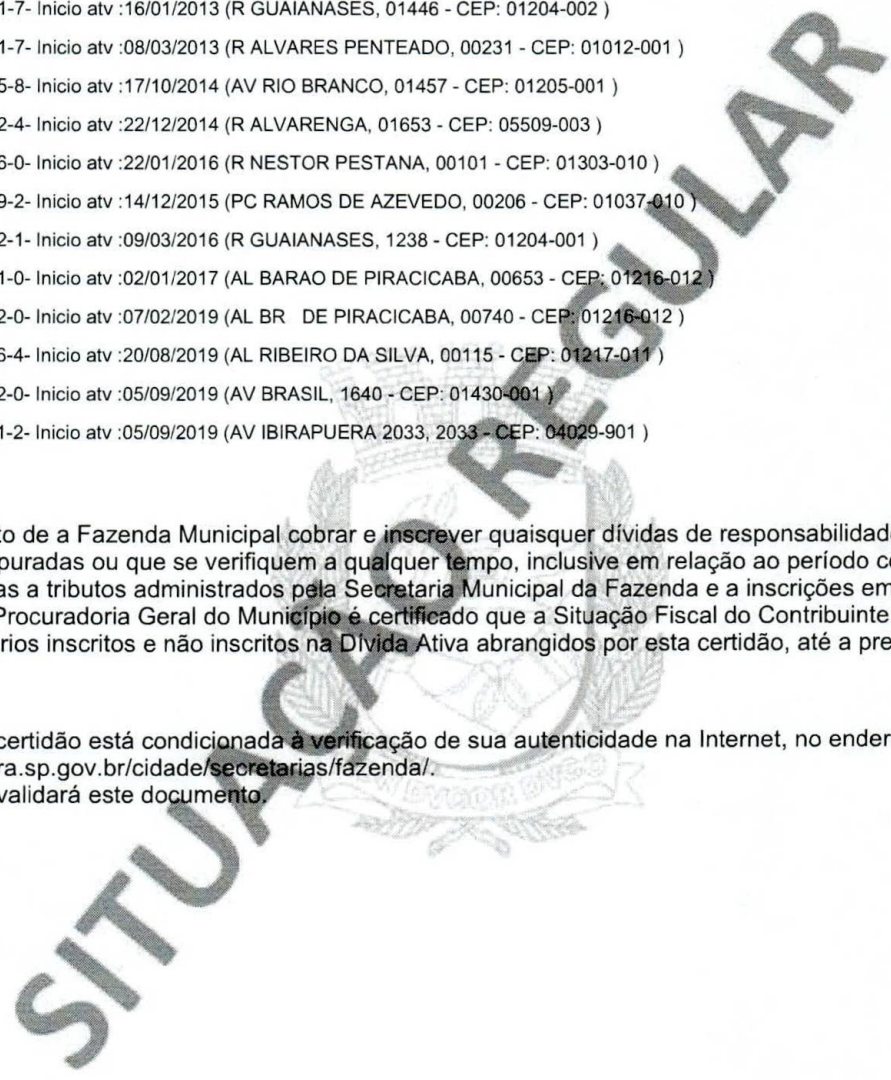 1-7- Inicio atv :16/01/2013 (R GUAIANASES, 01446 - CEP: 01204-002 )
1-7- Inicio atv :08/03/2013 (R ALVARES PENTEADO, 00231 - CEP: 01012-001 )
5-8- Inicio atv :17/10/2014 (AV RIO BRANCO, 01457 - CEP: 01205-001 )
2-4- Inicio atv :22/12/2014 (R ALVARENGA, 01653 - CEP: 05509-003 )
6-0- Inicio atv :22/01/2016 (R NESTOR PESTANA, 00101 - CEP: 01303-010 )
9-2- Inicio atv :14/12/2015 (PC RAMOS DE AZEVEDO, 00206 - CEP: 01037-010 )
2-1- Inicio atv :09/03/2016 (R GUAIANASES, 1238 - CEP: 01204-001 )
1-0- Inicio atv :02/01/2017 (AL BARAO DE PIRACICABA, 00653 - CEP: 01216-012 )
2-0- Inicio atv :07/02/2019 (AL BR DE PIRACICABA, 00740 - CEP: 01216-012 )
6-4- Inicio atv :20/08/2019 (AL RIBEIRO DA SILVA, 00115 - CEP: 01217-011 )
2-0- Inicio atv :05/09/2019 (AV BRASIL, 1640 - CEP: 01430-001 )
1-2- Inicio atv :05/09/2019 (AV IBIRAPUERA 2033, 2033 - CEP: 04029-901 )
to de a Fazenda Municipal cobrar e inscrever quaisquer dívidas de responsabilidad
puradas ou que se verifiquem a qualquer tempo, inclusive em relação ao período c
as a tributos administrados pela Secretaria Municipal da Fazenda e a inscrições em
Procuradoria Geral do Município é certificado que a Situação Fiscal do Contribuinte
rios inscritos e não inscritos na Dívida Ativa abrangidos por esta certidão, até a pre
certidão está condicionada à verificação de sua autenticidade na Internet, no ender
ra.sp.gov.br/cidade/secretarias/fazenda/.
validará este documento.
SITUAÇÃO REGULAR